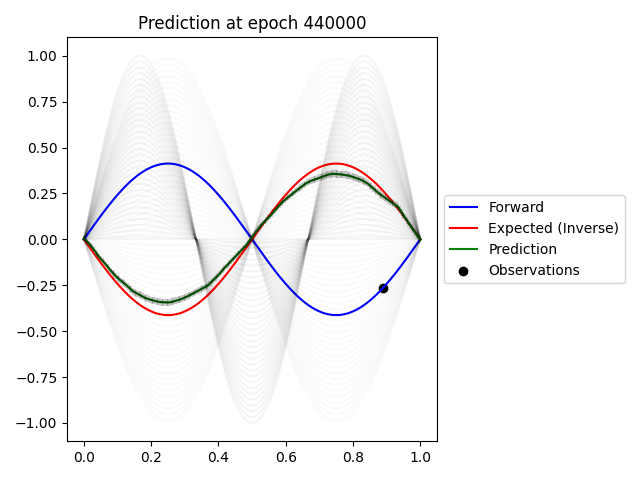 Prediction at epoch 440000
1.00
0.75
0.50
0.25
0.00
−0.25
−0.50
−0.75
−1.00
0.0 0.2 0.4 0.6 0.8 1.0
Forward
Expected (Inverse)
Prediction
Observations